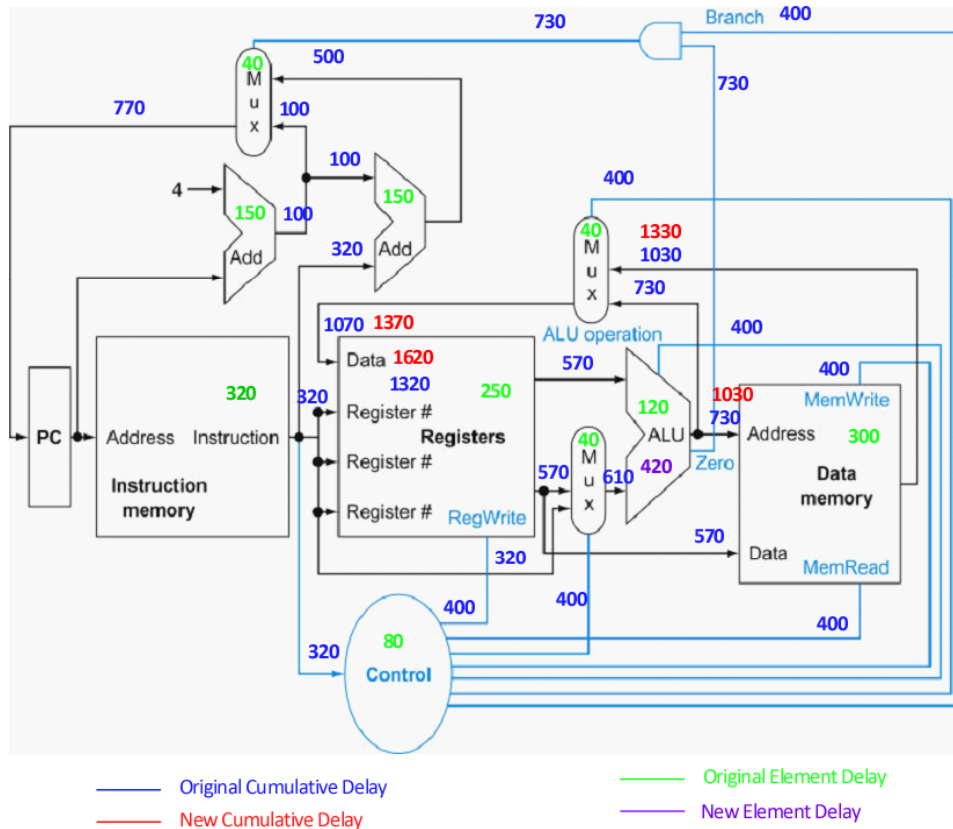 Branch
400
730
730
500
40
M
u
x
770
100
100
4
150
100
Add
150
320
Add
400
40
M
u
x
1330
1030
730
1070
1370
ALU operation
400
Data
1620
1320
320
250
570
320
Register #
Registers
Register #
Register #
RegWrite
PC
Address
Instruction
Instruction
memory
120
ALU
420
Zero
1030
730
400
MemWrite
Address
300
Data
memory
570
Data
MemRead
40
M
u
x
570
610
320
400
400
400
320
80
Control
Original Cumulative Delay
New Cumulative Delay
Original Element Delay
New Element Delay